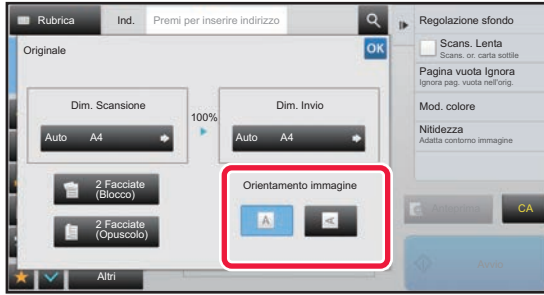 Rubrica
Ind.
Premi per inserire indirizzo
Originale
OK
Dim. Scansione
Auto A4
100%
Dim. Invio
Auto A4
2 Facciate
(Blocco)
2 Facciate
(Opuscolo)
Orientamento immagine
A
A
Altri
Regolazione sfondo
Scans. Lenta
Scans. or. carta sottile
Pagina vuota Ignora
Ignora pag. vuota nell'orig.
Mod. colore
Nitidezza
Adatta contorno immagine
Anteprima
CA
Avvio